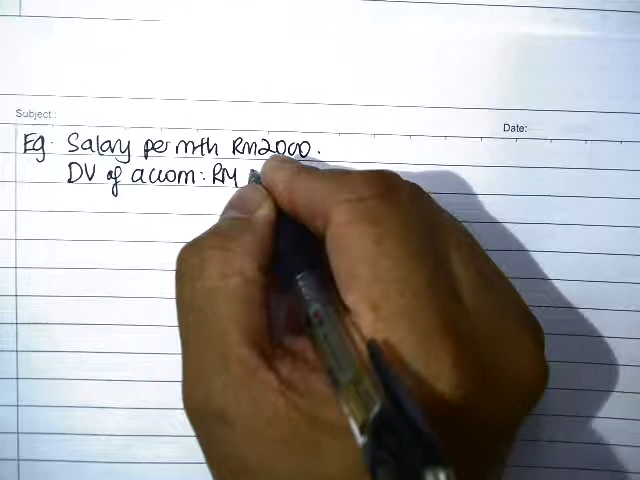 Subject :
Date:
Eg. Salary per mth RM2000.
DV of accom: RM